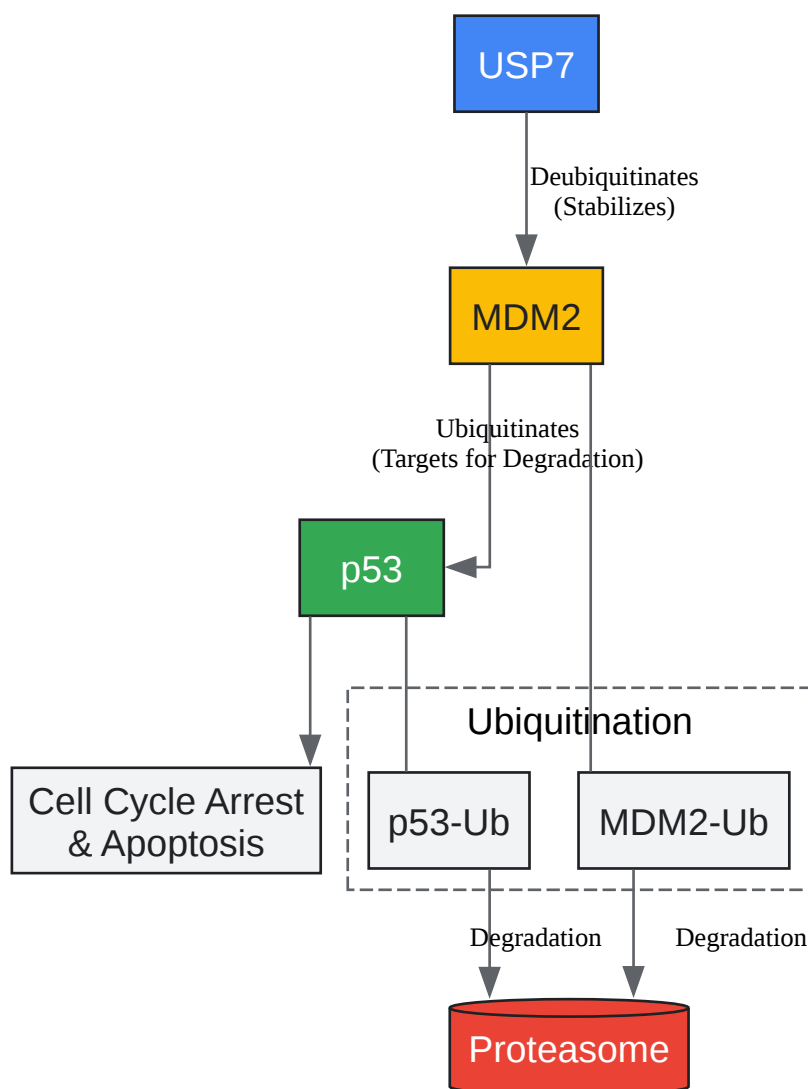 USP7
Deubiquitinates
(Stabilizes)
MDM2
Ubiquitinates
(Targets for Degradation)
p53
Ubiquitination
Cell Cycle Arrest
& Apoptosis
p53-Ub
MDM2-Ub
Degradation
Degradation
Proteasome